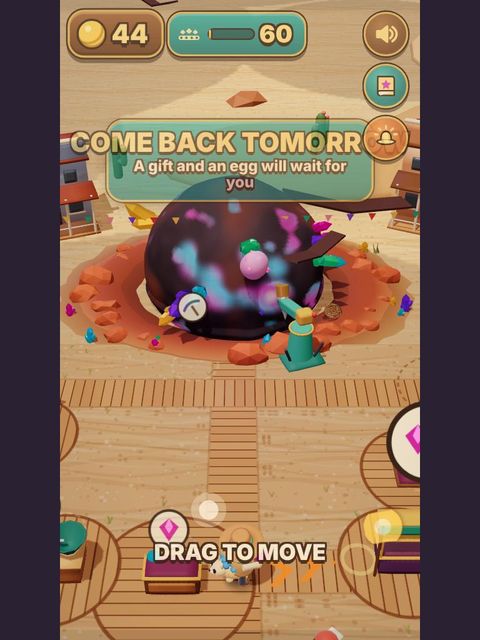 44
60
COME BACK TOMORR
A gift and an egg will wait for
you
DRAG TO MOVE